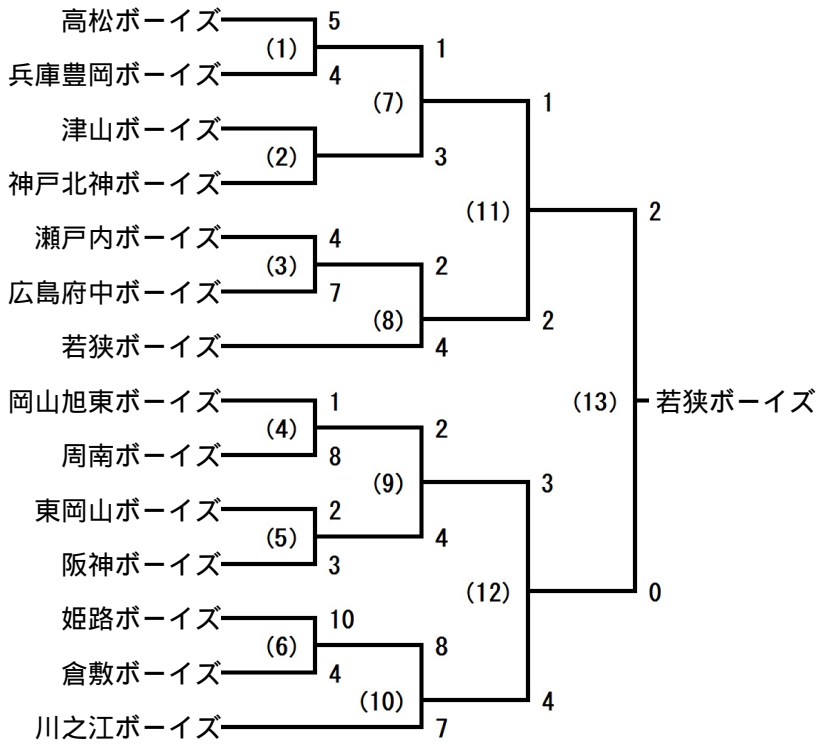 高松ボーイズ 5
(1) 1
兵庫豊岡ボーイズ 4
(7) 1
津山ボーイズ
(2) 3
神戸北神ボーイズ
(11) 2
瀬戸内ボーイズ 4
(3) 2
広島府中ボーイズ 7
(8) 2
若狭ボーイズ 4
岡山旭東ボーイズ 1
(13) 若狭ボーイズ
(4) 2
周南ボーイズ 8
(9) 3
東岡山ボーイズ 2
(5) 4
阪神ボーイズ 3
(12) 0
姫路ボーイズ 10
(6) 8
倉敷ボーイズ 4
(10) 4
川之江ボーイズ 7